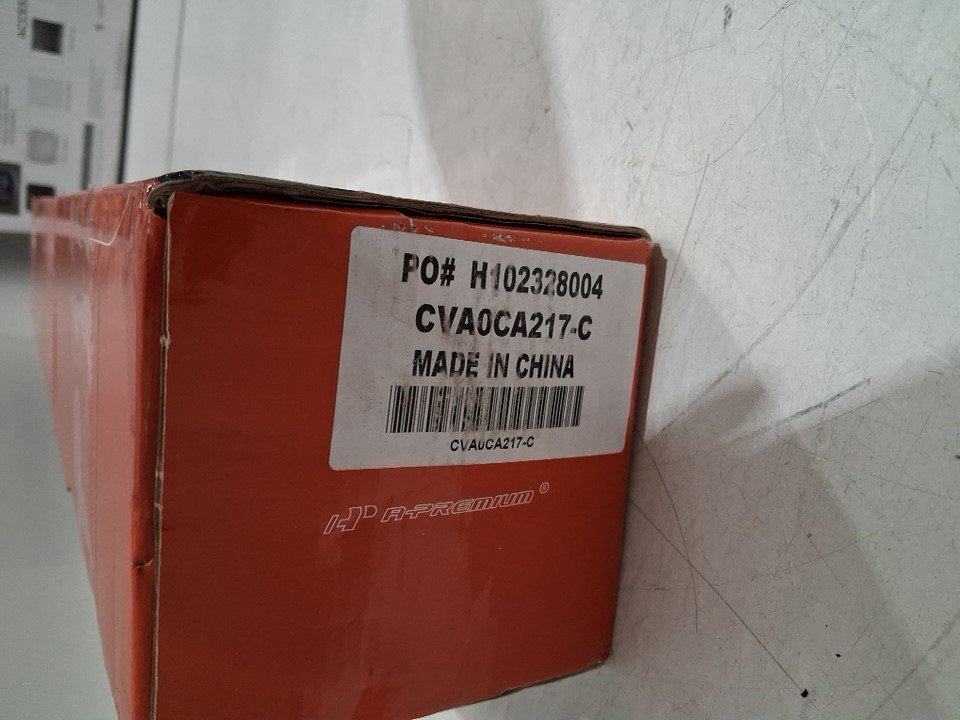 PO# H102328004
CVA0CA217-C
MADE IN CHINA
CVA0CA217-C
A-PREMIUM®